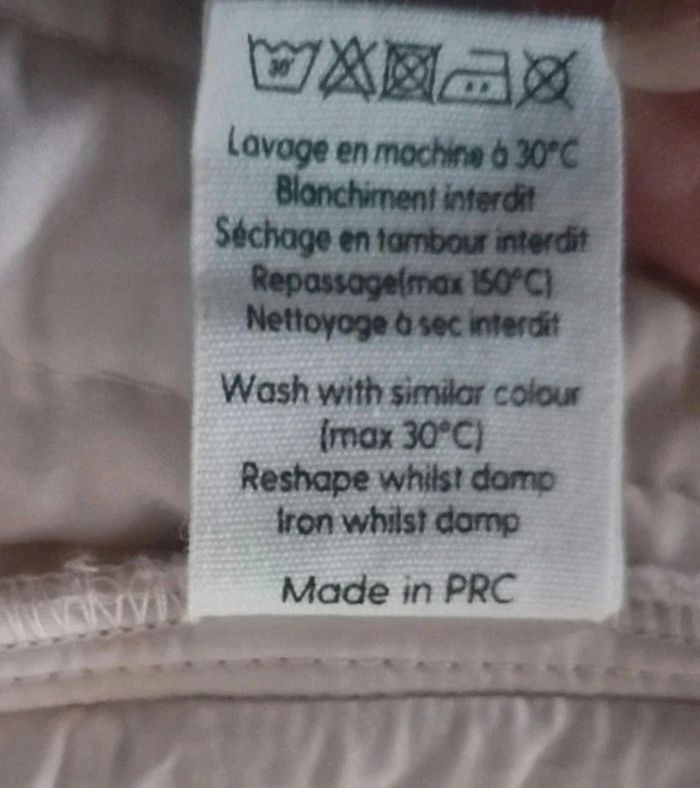 30°
Lavage en machine à 30°C
Blanchiment interdit
Séchage en tambour interdit
Repassage(max 150°C)
Nettoyage à sec interdit
Wash with similar colour
(max 30°C)
Reshape whilst damp
Iron whilst damp
Made in PRC